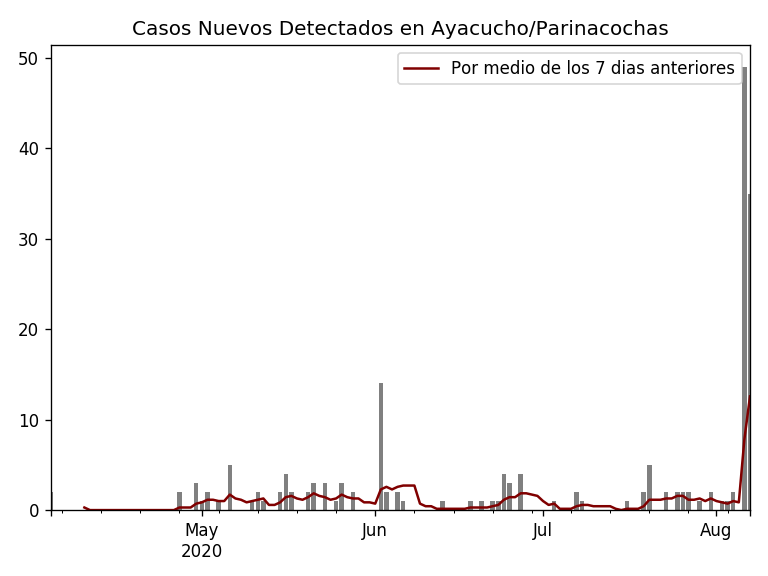 Casos Nuevos Detectados en Ayacucho/Parinacochas
Por medio de los 7 dias anteriores
50
40
30
20
10
0
May Jun Jul Aug
2020